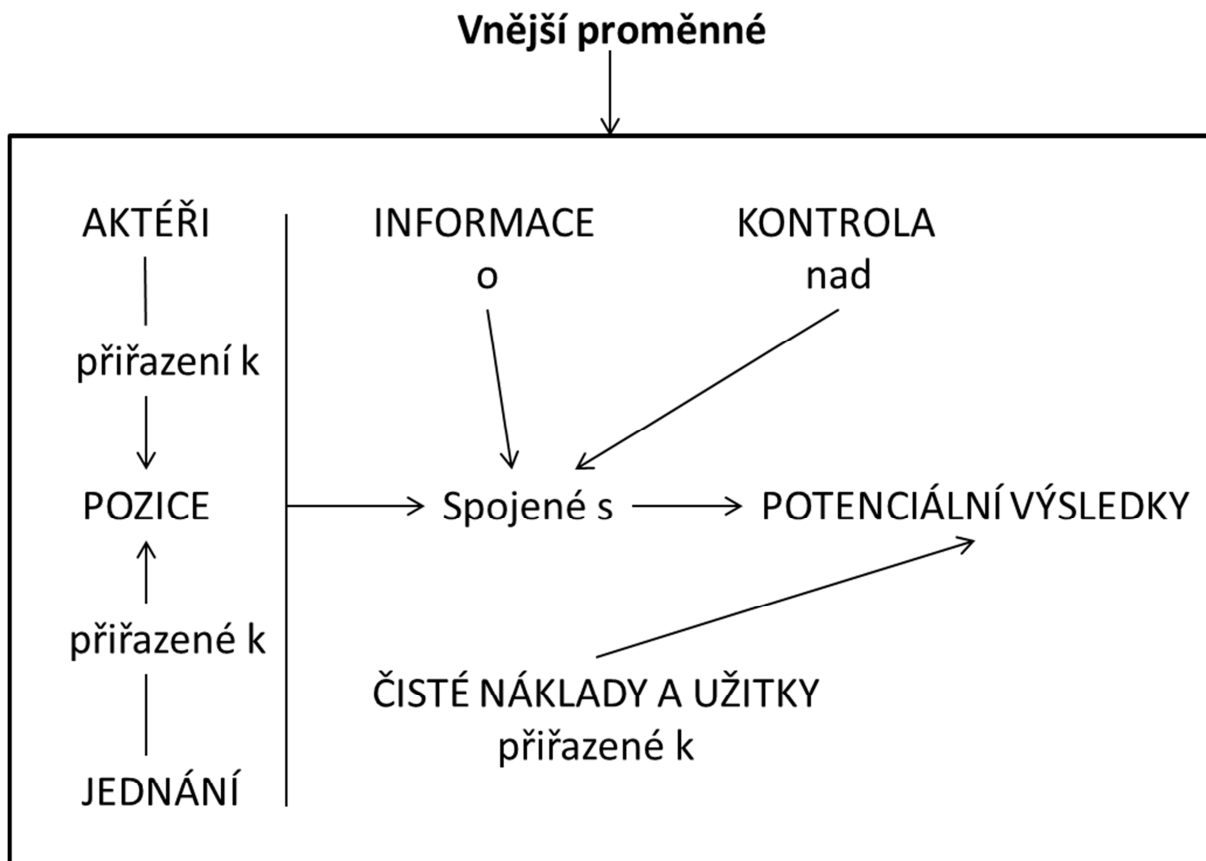 Vnější proměnné
AKTÉŘI
INFORMACE
KONTROLA
o
nad
přiřazení k
POZICE
Spojené s
POTENCIÁLNÍ VÝSLEDKY
přiřazené k
ČISTÉ NÁKLADY A UŽITKY
přiřazené k
JEDNÁNÍ